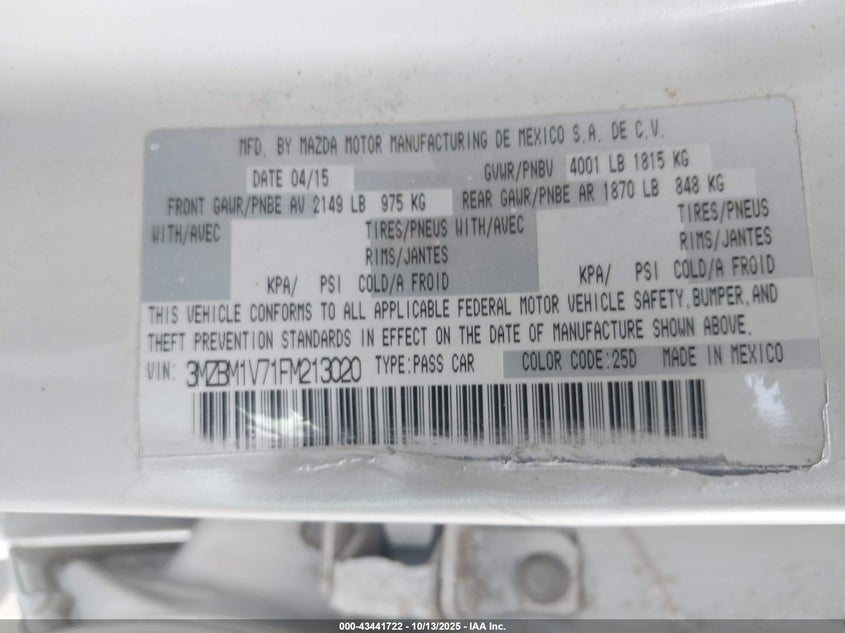 MFD. BY MAZDA MOTOR MANUFACTURING DE MEXICO S.A. DE C.V.
DATE 04/15 GVWR/PNBV 4001 LB 1815 KG
FRONT GAWR/PNBE AV 2149 LB 975 KG REAR GAWR/PNBE AR 1870 LB 848 KG
WITH/AVEC TIRES/PNEUS WITH/AVEC TIRES/PNEUS
RIMS/JANTES RIMS/JANTES
KPA/ PSI COLD/A FROID KPA/ PSI COLD/A FROID
THIS VEHICLE CONFORMS TO ALL APPLICABLE FEDERAL MOTOR VEHICLE SAFETY, BUMPER, AND
THEFT PREVENTION STANDARDS IN EFFECT ON THE DATE OF MANUFACTURE SHOWN ABOVE.
VIN: 3MZBM1V71FM213020 TYPE:PASS CAR COLOR CODE:25D MADE IN MEXICO
000-43441722 - 10/13/2025 - IAA Inc.